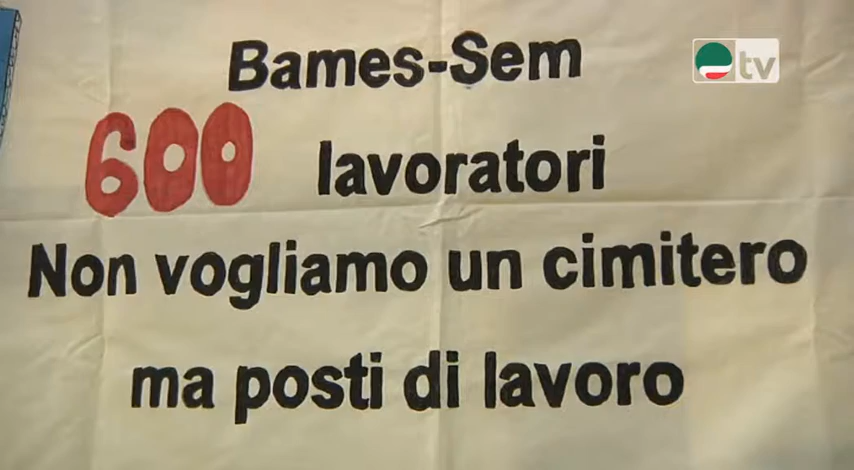 Bames-Sem
tv
600 lavoratori
Non vogliamo un cimitero
ma posti di lavoro